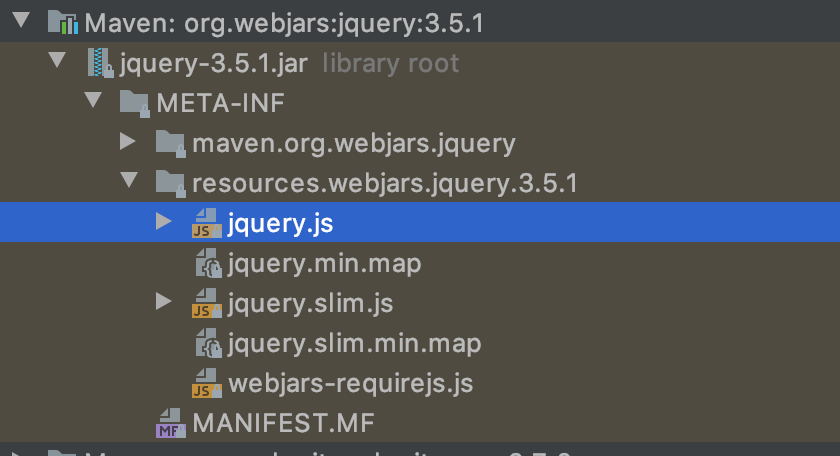 Maven: org.webjars:jquery:3.5.1
jquery-3.5.1.jar library root
META-INF
maven.org.webjars.jquery
resources.webjars.jquery.3.5.1
JS jquery.js
jquery.min.map
JS jquery.slim.js
jquery.slim.min.map
JS webjars-requirejs.js
MF MANIFEST.MF